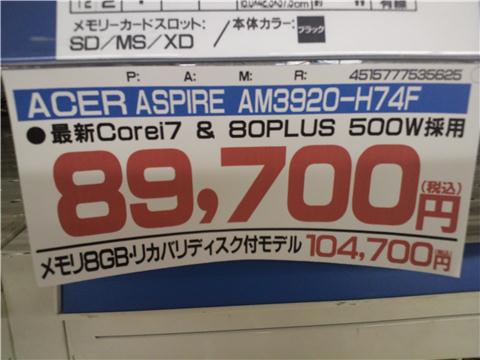 メモリーカードスロット: / 本体カラー: ブラック
SD/MS/XD
P: A: M: R: 4515777535625
ACER ASPIRE AM3920-H74F
●最新Corei7 & 80PLUS 500W採用
89,700円(税込)
メモリ8GB・リカバリディスク付モデル 104,700円